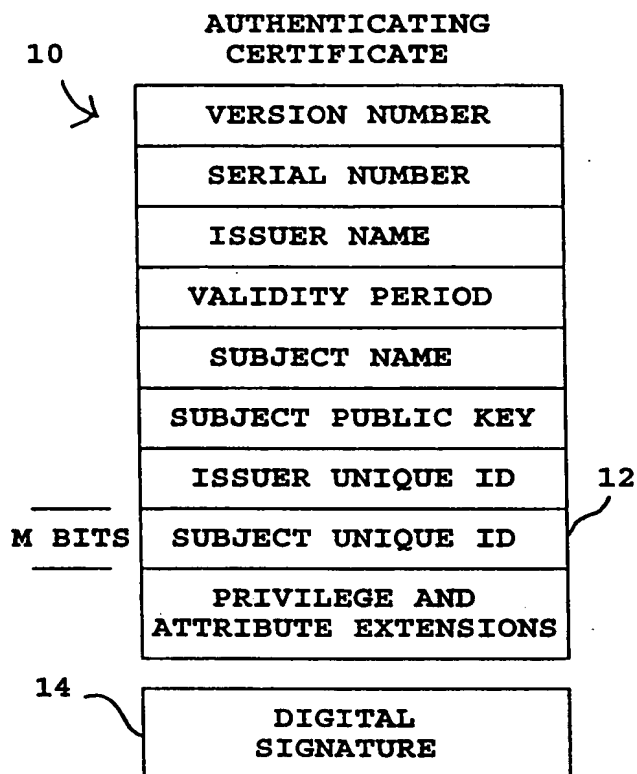 AUTHENTICATING
CERTIFICATE
10
VERSION NUMBER
SERIAL NUMBER
ISSUER NAME
VALIDITY PERIOD
SUBJECT NAME
SUBJECT PUBLIC KEY
ISSUER UNIQUE ID
12
M BITS
SUBJECT UNIQUE ID
PRIVILEGE AND
ATTRIBUTE EXTENSIONS
14
DIGITAL
SIGNATURE